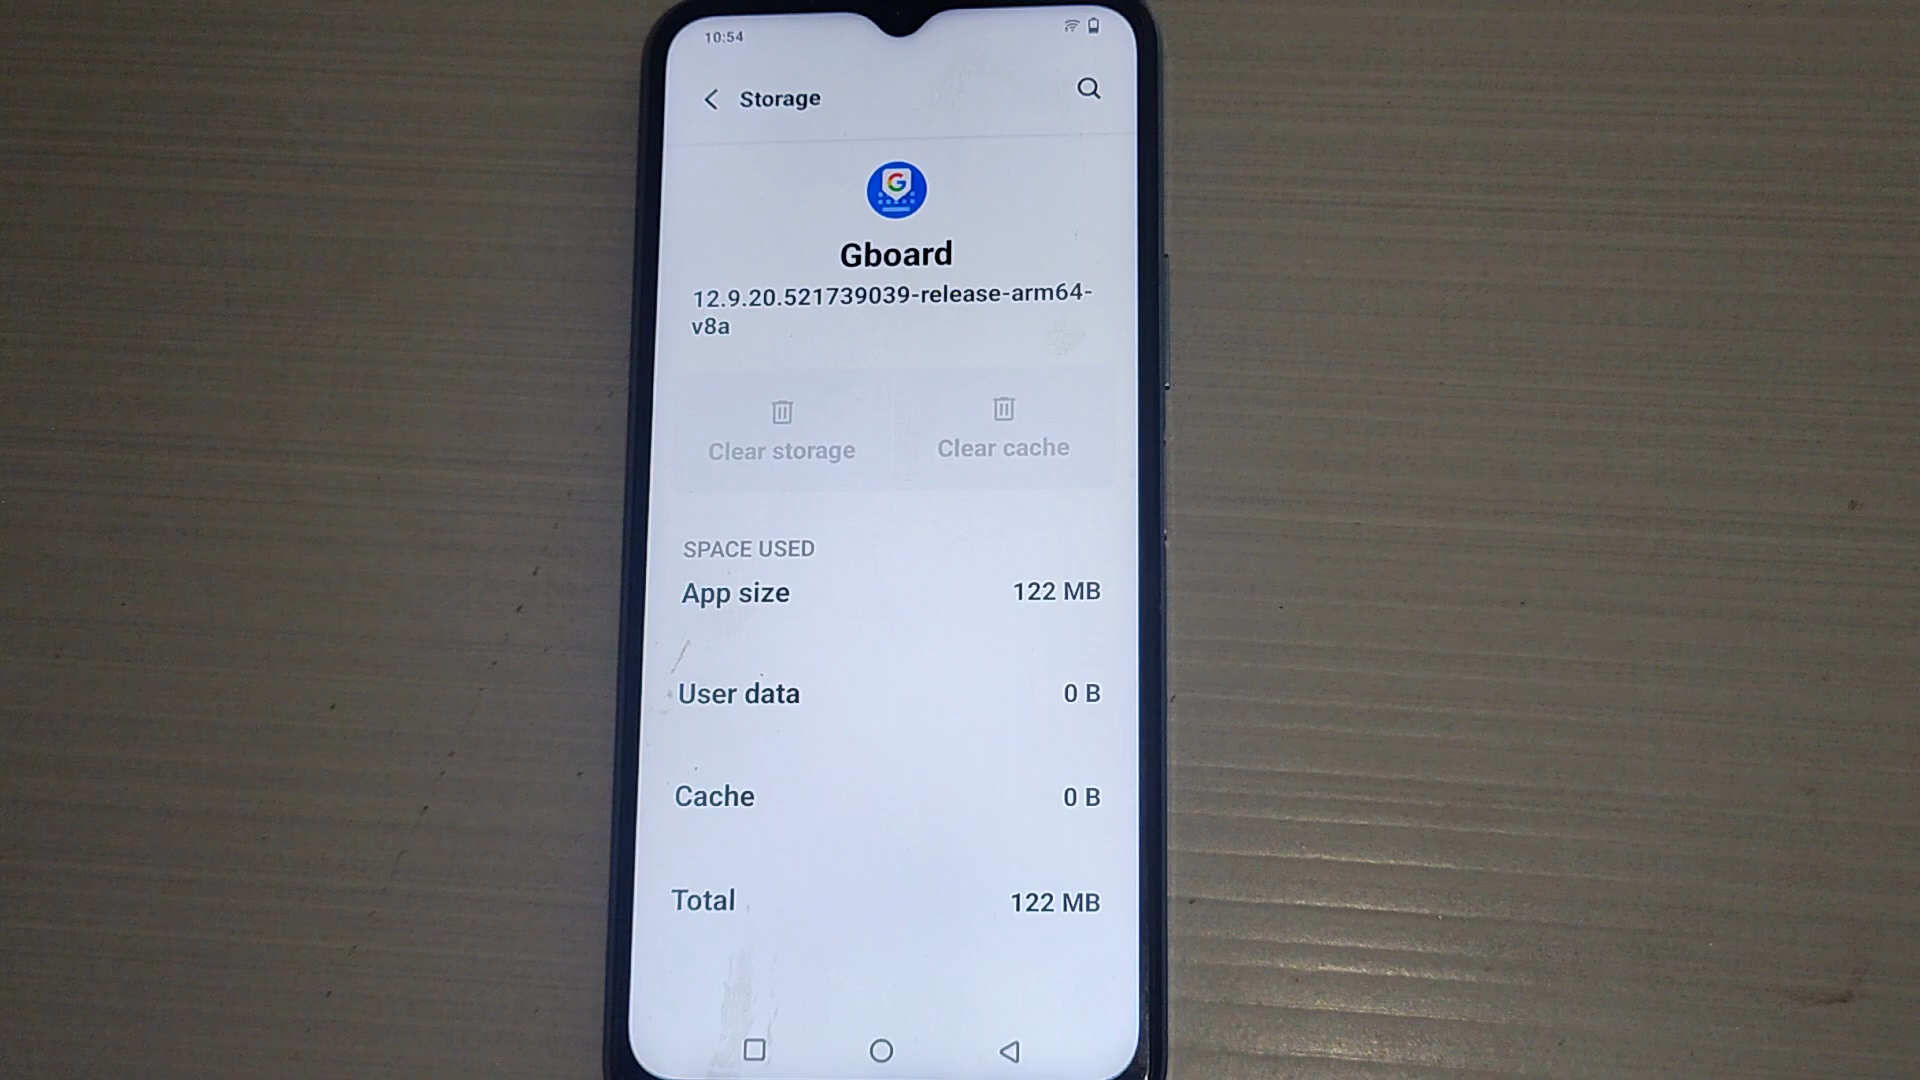 10:54
Storage
G
Gboard
12.9.20.521739039-release-arm64-
v8a
Clear storage
Clear cache
SPACE USED
App size 122 MB
User data 0 B
Cache 0 B
Total 122 MB